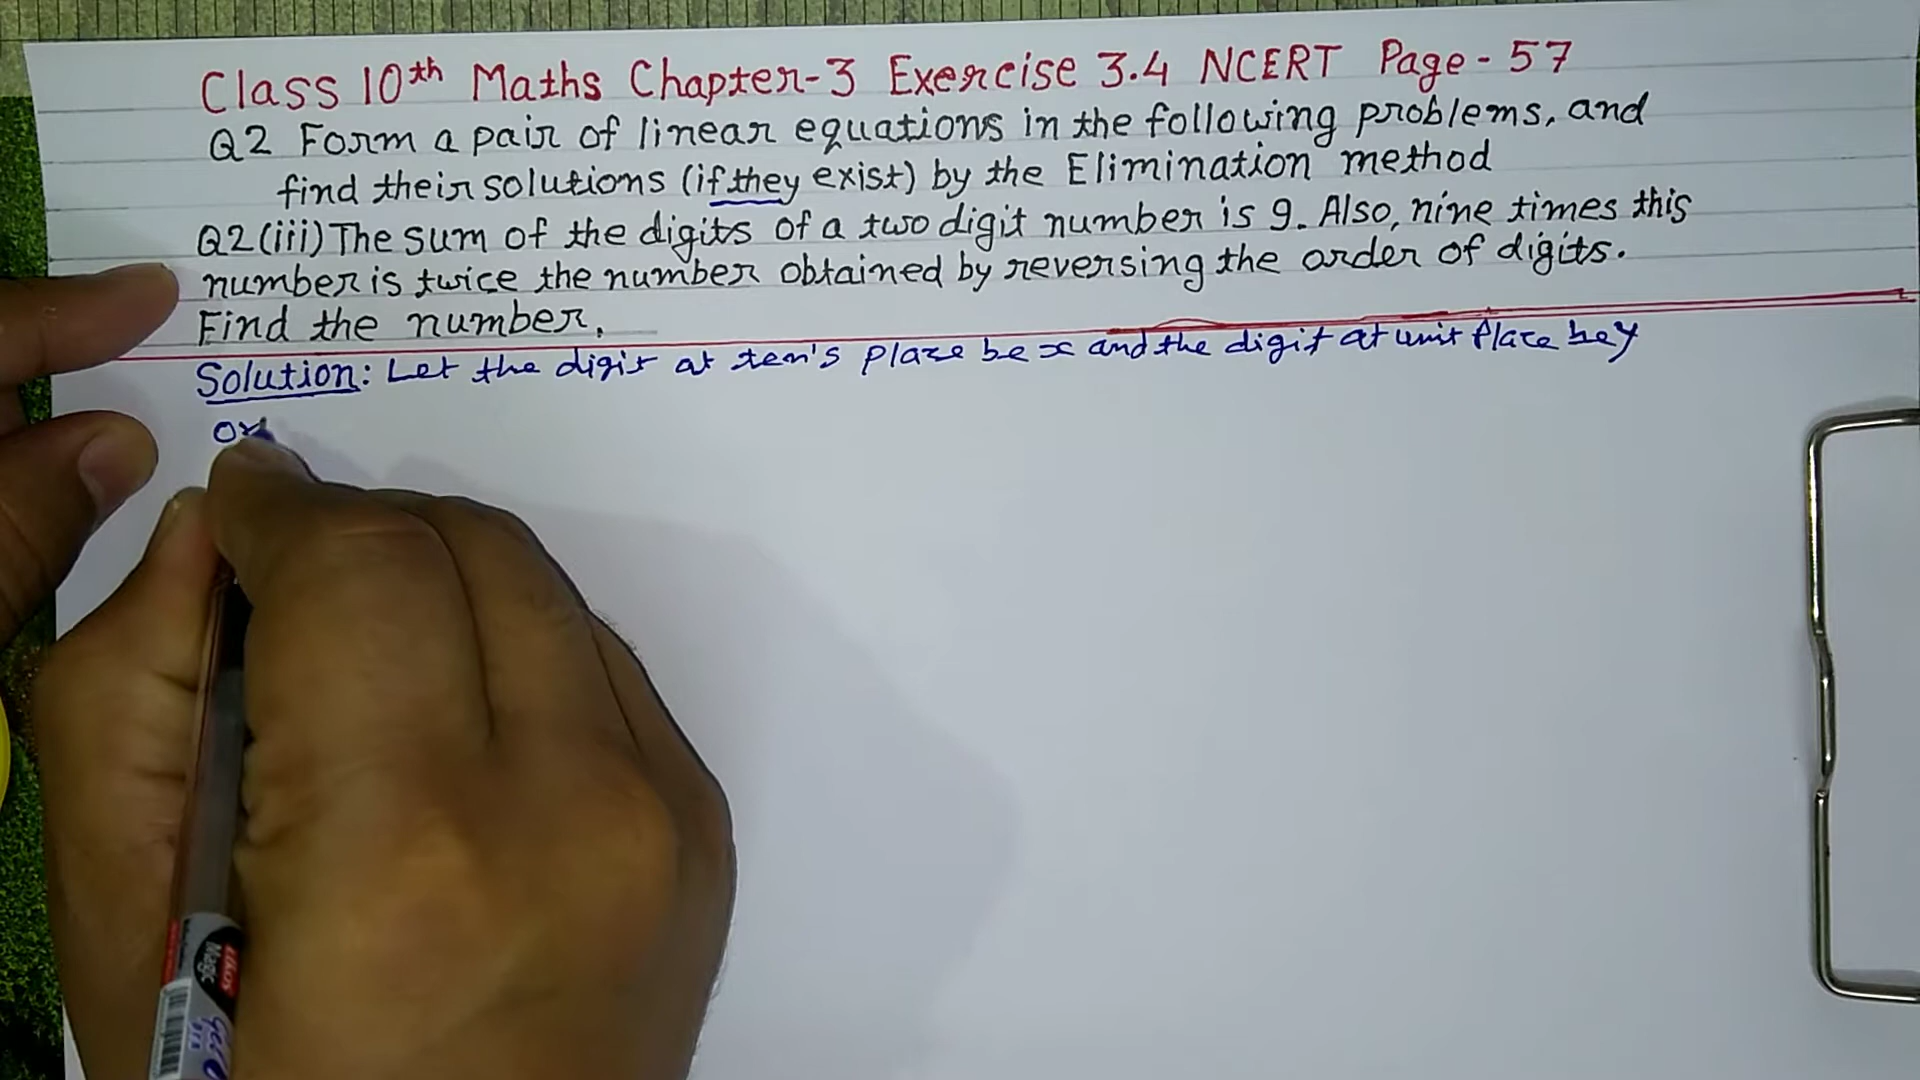 Class 10th Maths Chapter-3 Exercise 3.4 NCERT Page-57
Q2 Form a pair of linear equations in the following problems, and
find their solutions (if they exist) by the Elimination method
Q2(iii) The sum of the digits of a two digit number is 9. Also, nine times this
number is twice the number obtained by reversing the order of digits.
Find the number.
Solution: Let the digit at ten's place be x and the digit at unit place be y